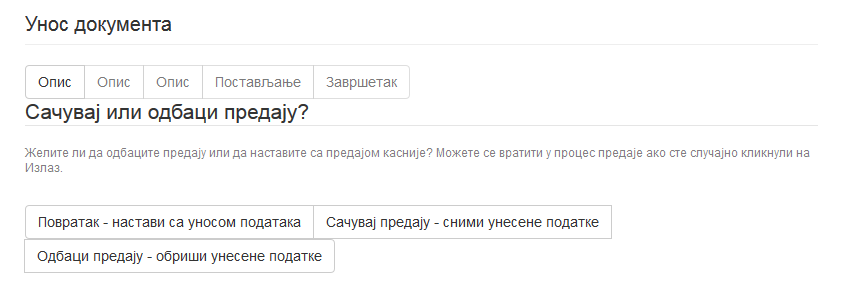 Унос документа
Опис Опис Опис Постављање Завршетак
Сачувај или одбаци предају?
Желите ли да одбаците предају или да наставите са предајом касније? Можете се вратити у процес предаје ако сте случајно кликнули на
Излаз.
Повратак - настави са уносом података Сачувај предају - сними унесене податке
Одбаци предају - обриши унесене податке